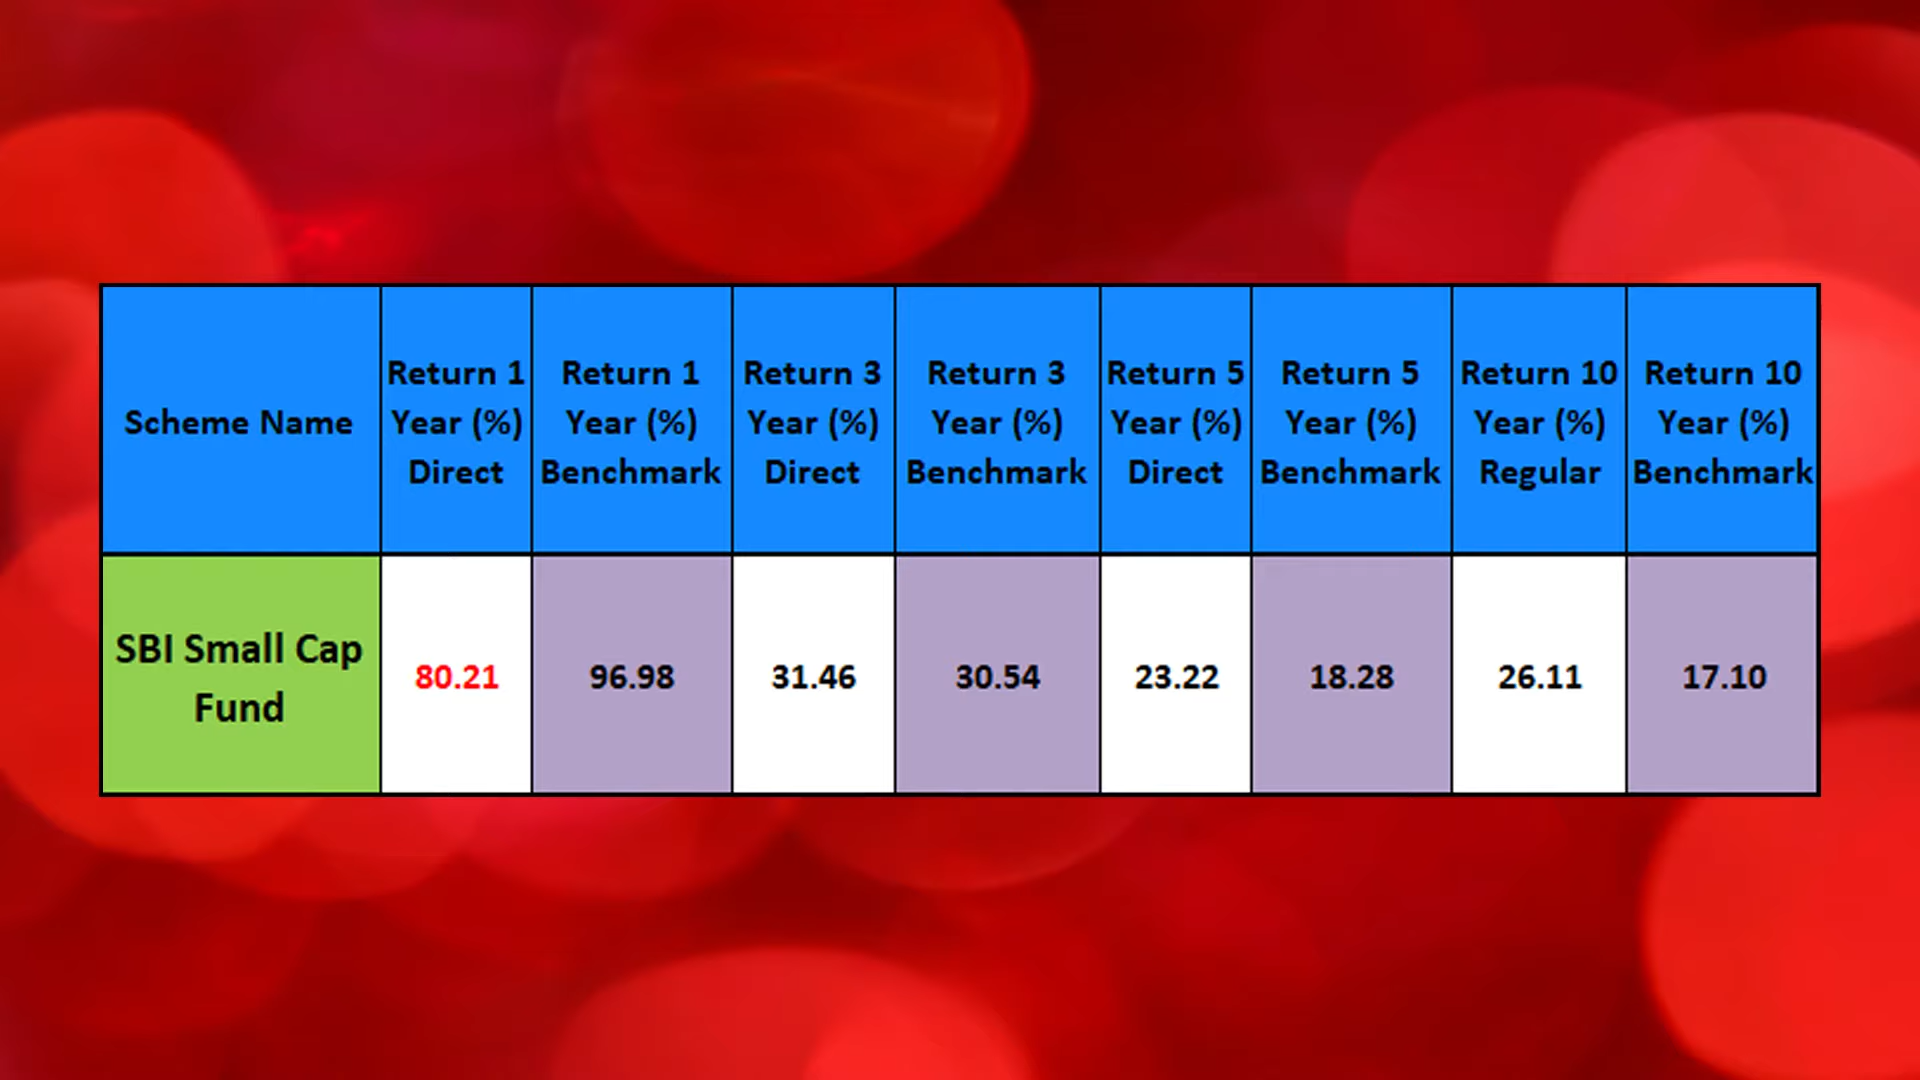 Scheme Name
Return 1
Year (%)
Direct
Return 1
Year (%)
Benchmark
Return 3
Year (%)
Direct
Return 3
Year (%)
Benchmark
Return 5
Year (%)
Direct
Return 5
Year (%)
Benchmark
Return 10
Year (%)
Regular
Return 10
Year (%)
Benchmark
SBI Small Cap
Fund
80.21
96.98
31.46
30.54
23.22
18.28
26.11
17.10